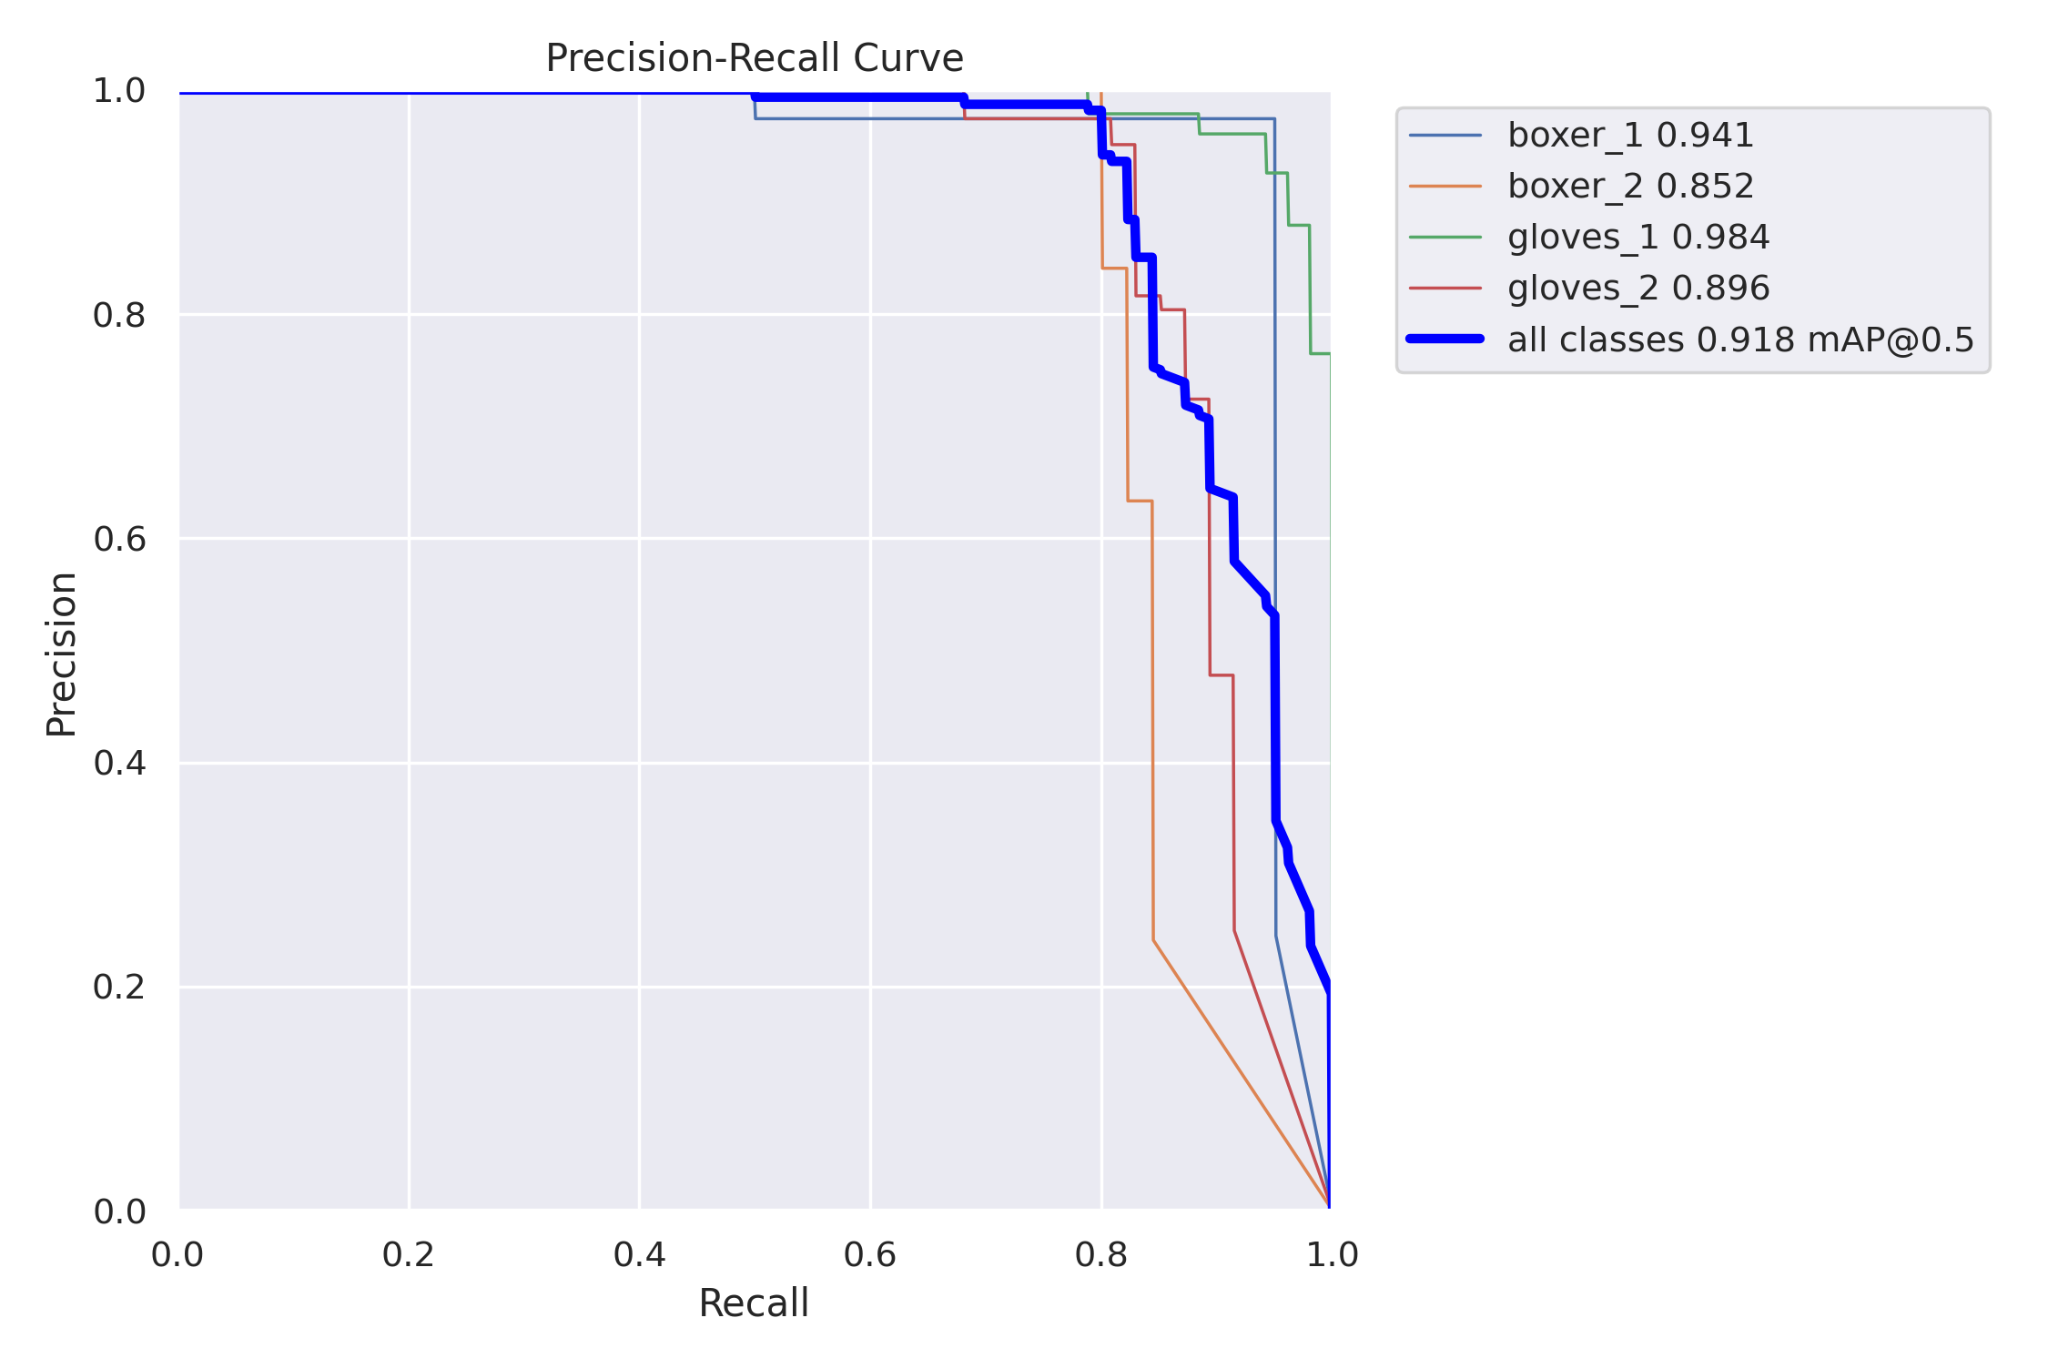 Precision-Recall Curve
1.0
0.8
0.6
0.4
0.2
0.0
Precision
0.0 0.2 0.4 0.6 0.8 1.0
Recall
boxer_1 0.941
boxer_2 0.852
gloves_1 0.984
gloves_2 0.896
all classes 0.918 mAP@0.5